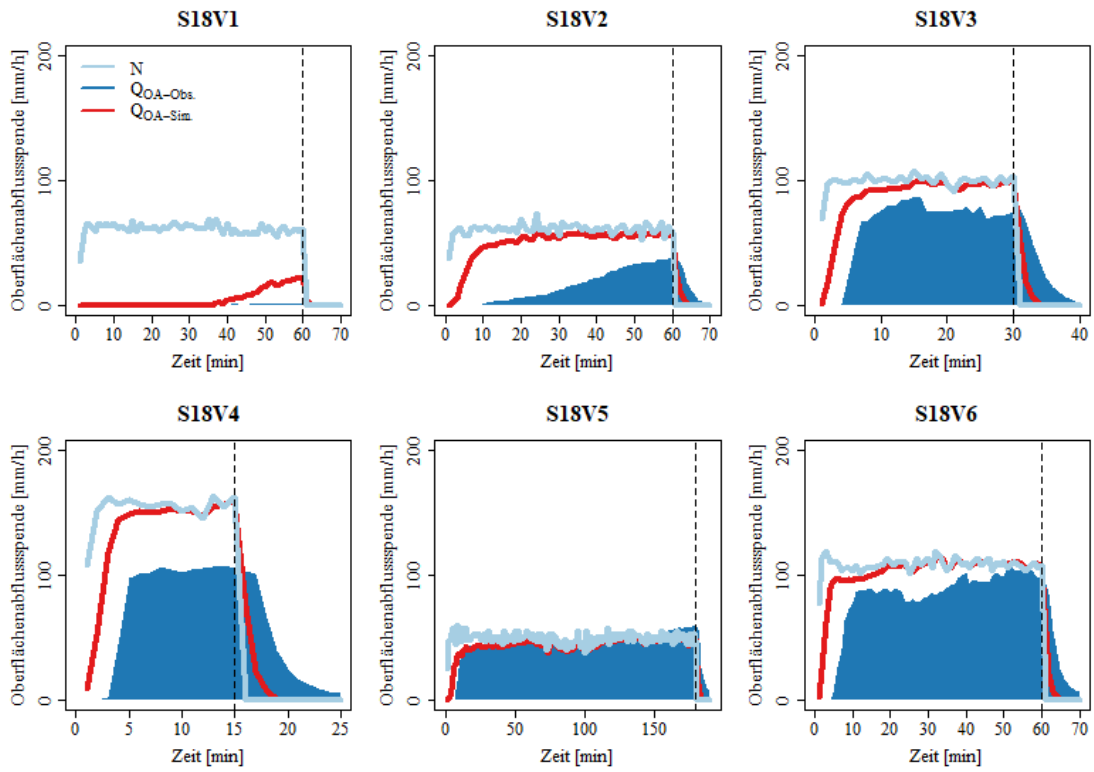 S18V1 S18V2 S18V3
N
Q OA–Obs.
Q OA–Sim.
Oberflächenabflussspende [mm/h] Oberflächenabflussspende [mm/h] Oberflächenabflussspende [mm/h]
200 200 200
100 100 100
0 0 0
0 10 20 30 40 50 60 70 0 10 20 30 40 50 60 70 0 10 20 30 40
Zeit [min] Zeit [min] Zeit [min]
S18V4 S18V5 S18V6
Oberflächenabflussspende [mm/h] Oberflächenabflussspende [mm/h] Oberflächenabflussspende [mm/h]
200 200 200
100 100 100
0 0 0
0 5 10 15 20 25 0 50 100 150 0 10 20 30 40 50 60 70
Zeit [min] Zeit [min] Zeit [min]